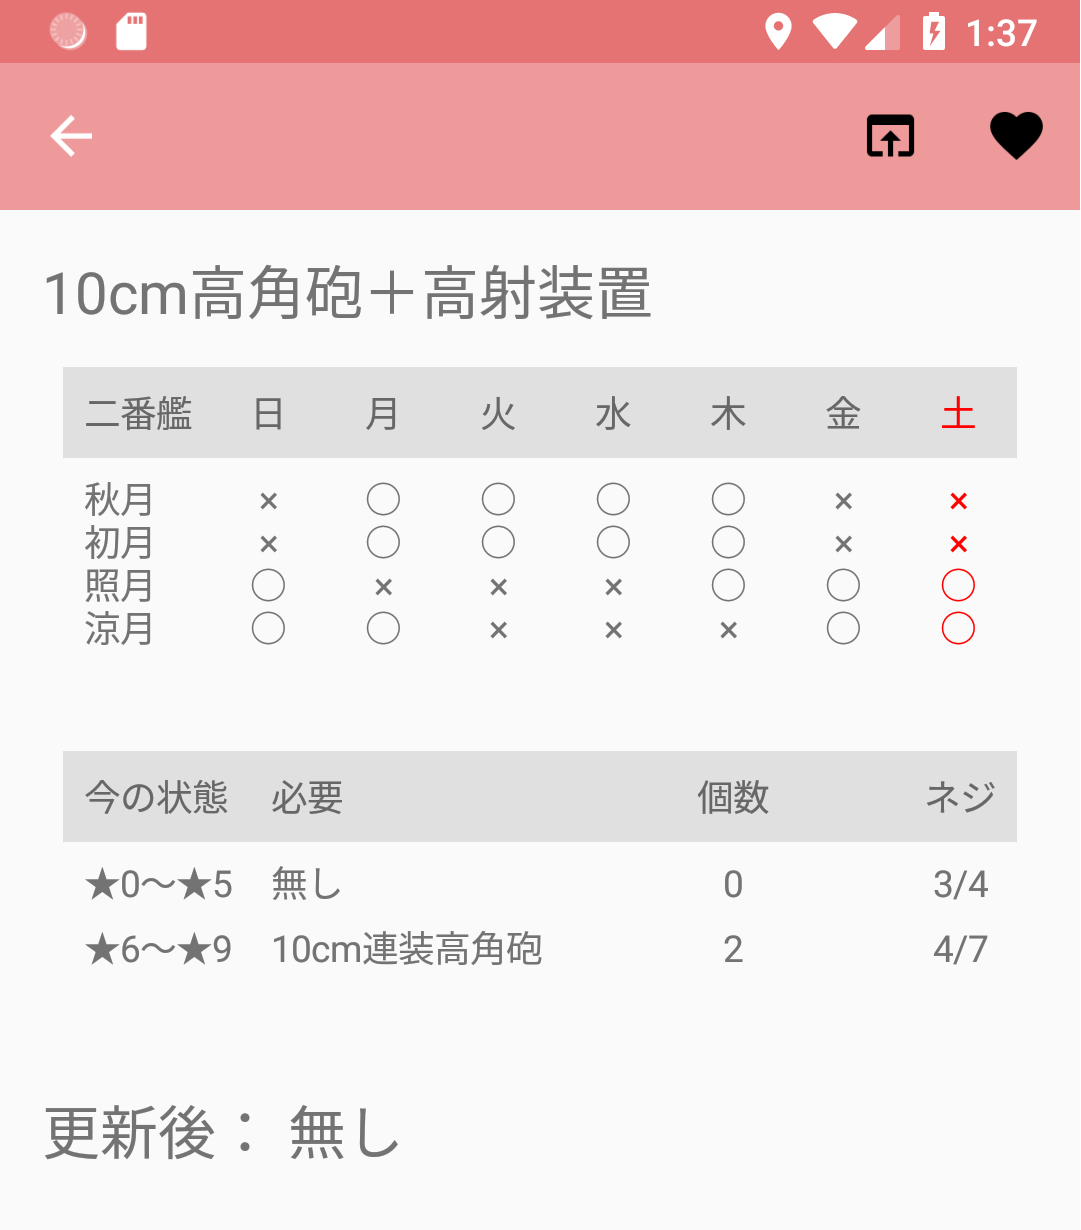 1:37
10cm高角砲＋高射装置
二番艦 日 月 火 水 木 金 土
秋月 × ○ ○ ○ ○ × ×
初月 × ○ ○ ○ ○ × ×
照月 ○ × × × ○ ○ ○
涼月 ○ ○ × × × ○ ○
今の状態 必要 個数 ネジ
★0～★5 無し 0 3/4
★6～★9 10cm連装高角砲 2 4/7
更新後： 無し